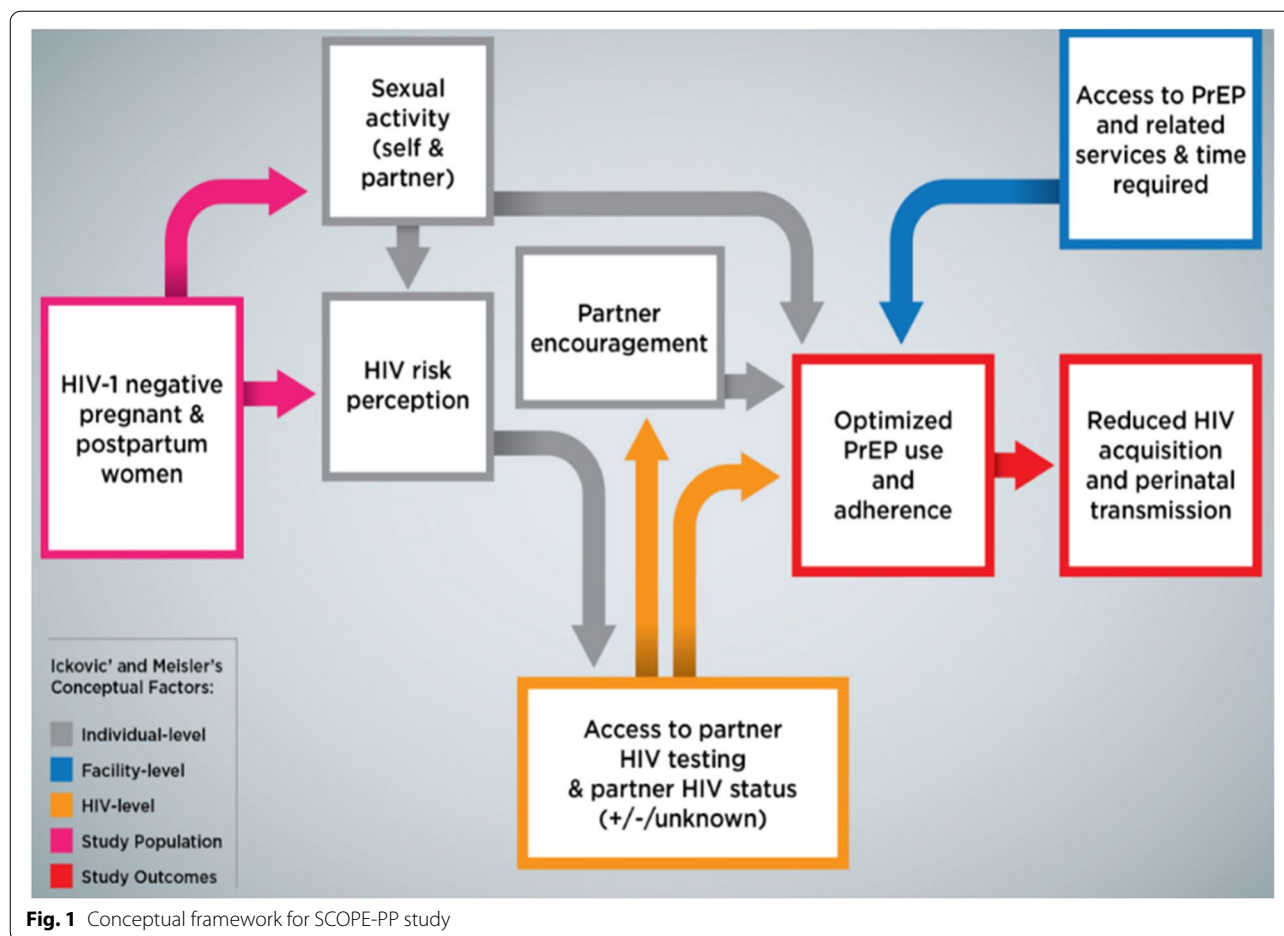 Sexual
activity
(self &
partner)
Access to PrEP
and related
services & time
required
HIV-1 negative
pregnant &
postpartum
women
HIV risk
perception
Partner
encouragement
Optimized
PrEP use
and
adherence
Reduced HIV
acquisition
and perinatal
transmission
Access to partner
HIV testing
& partner HIV status
(+/-/unknown)
Ickovic' and Meisler's
Conceptual Factors:
Individual-level
Facility-level
HIV-level
Study Population
Study Outcomes
Fig. 1 Conceptual framework for SCOPE-PP study